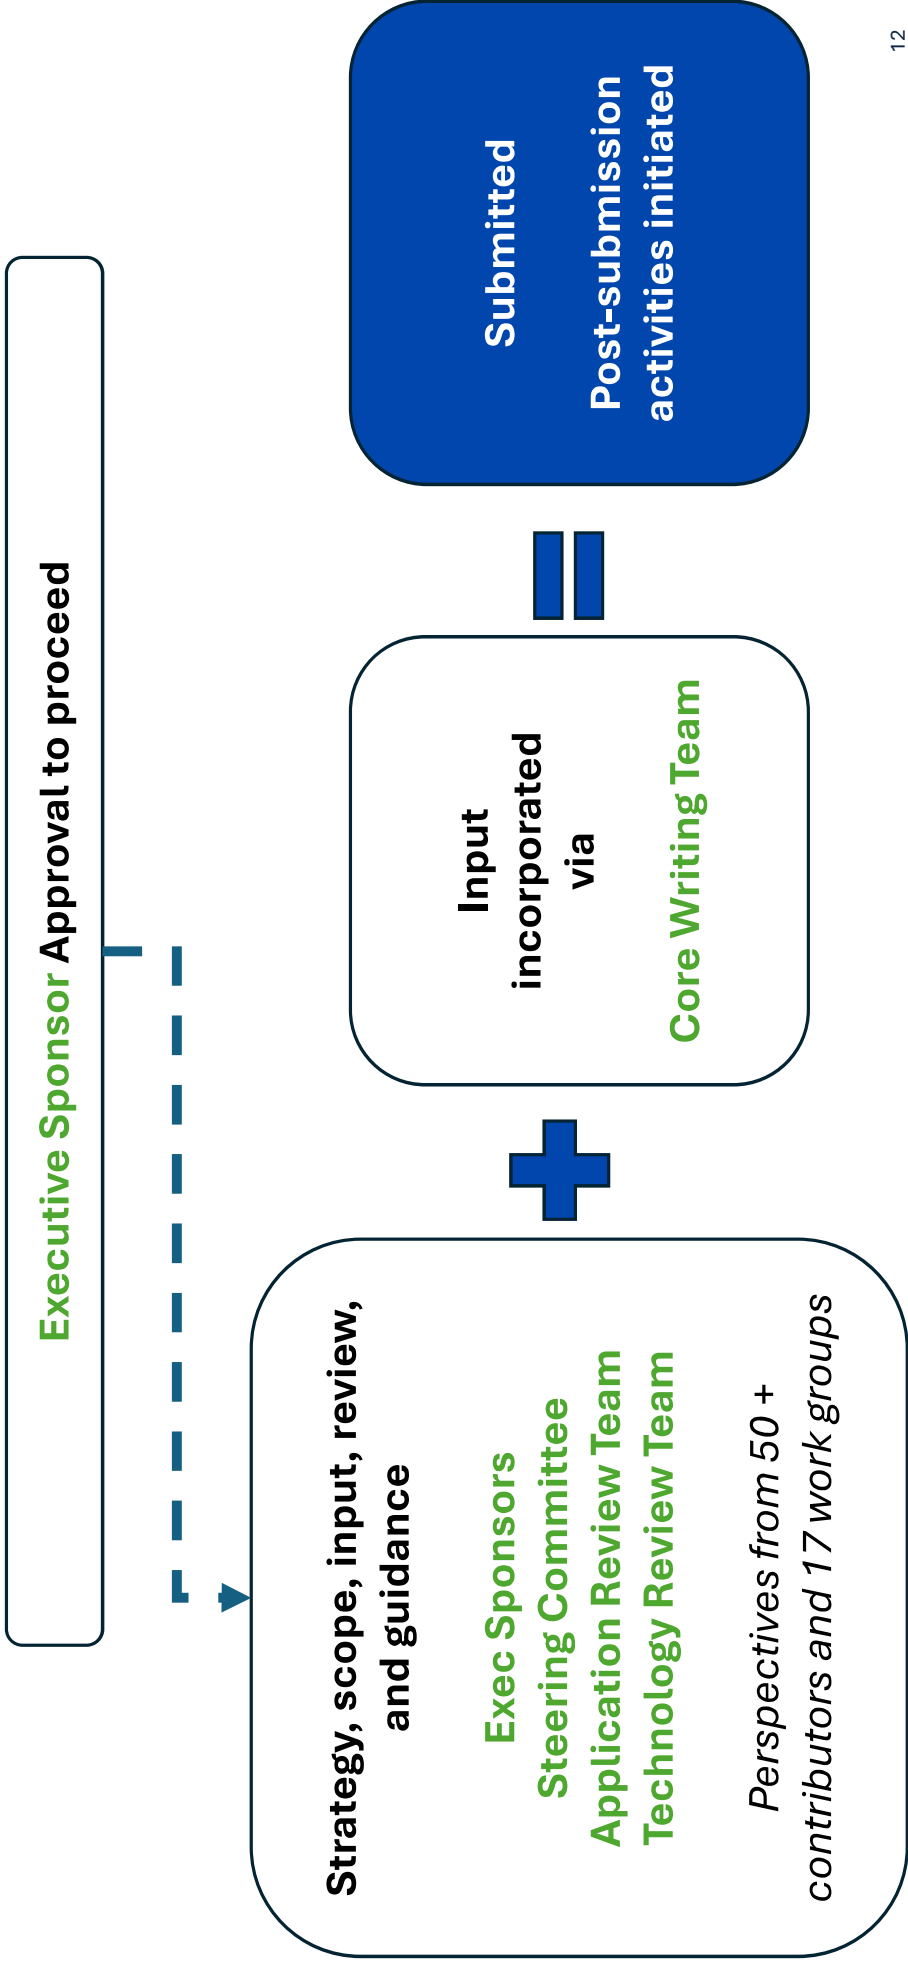 Executive Sponsor Approval to proceed
Strategy, scope, input, review,
and guidance
Exec Sponsors
Steering Committee
Application Review Team
Technology Review Team
Perspectives from 50 +
contributors and 17 work groups
Input
incorporated
via
Core Writing Team
Submitted
Post-submission
activities initiated
12